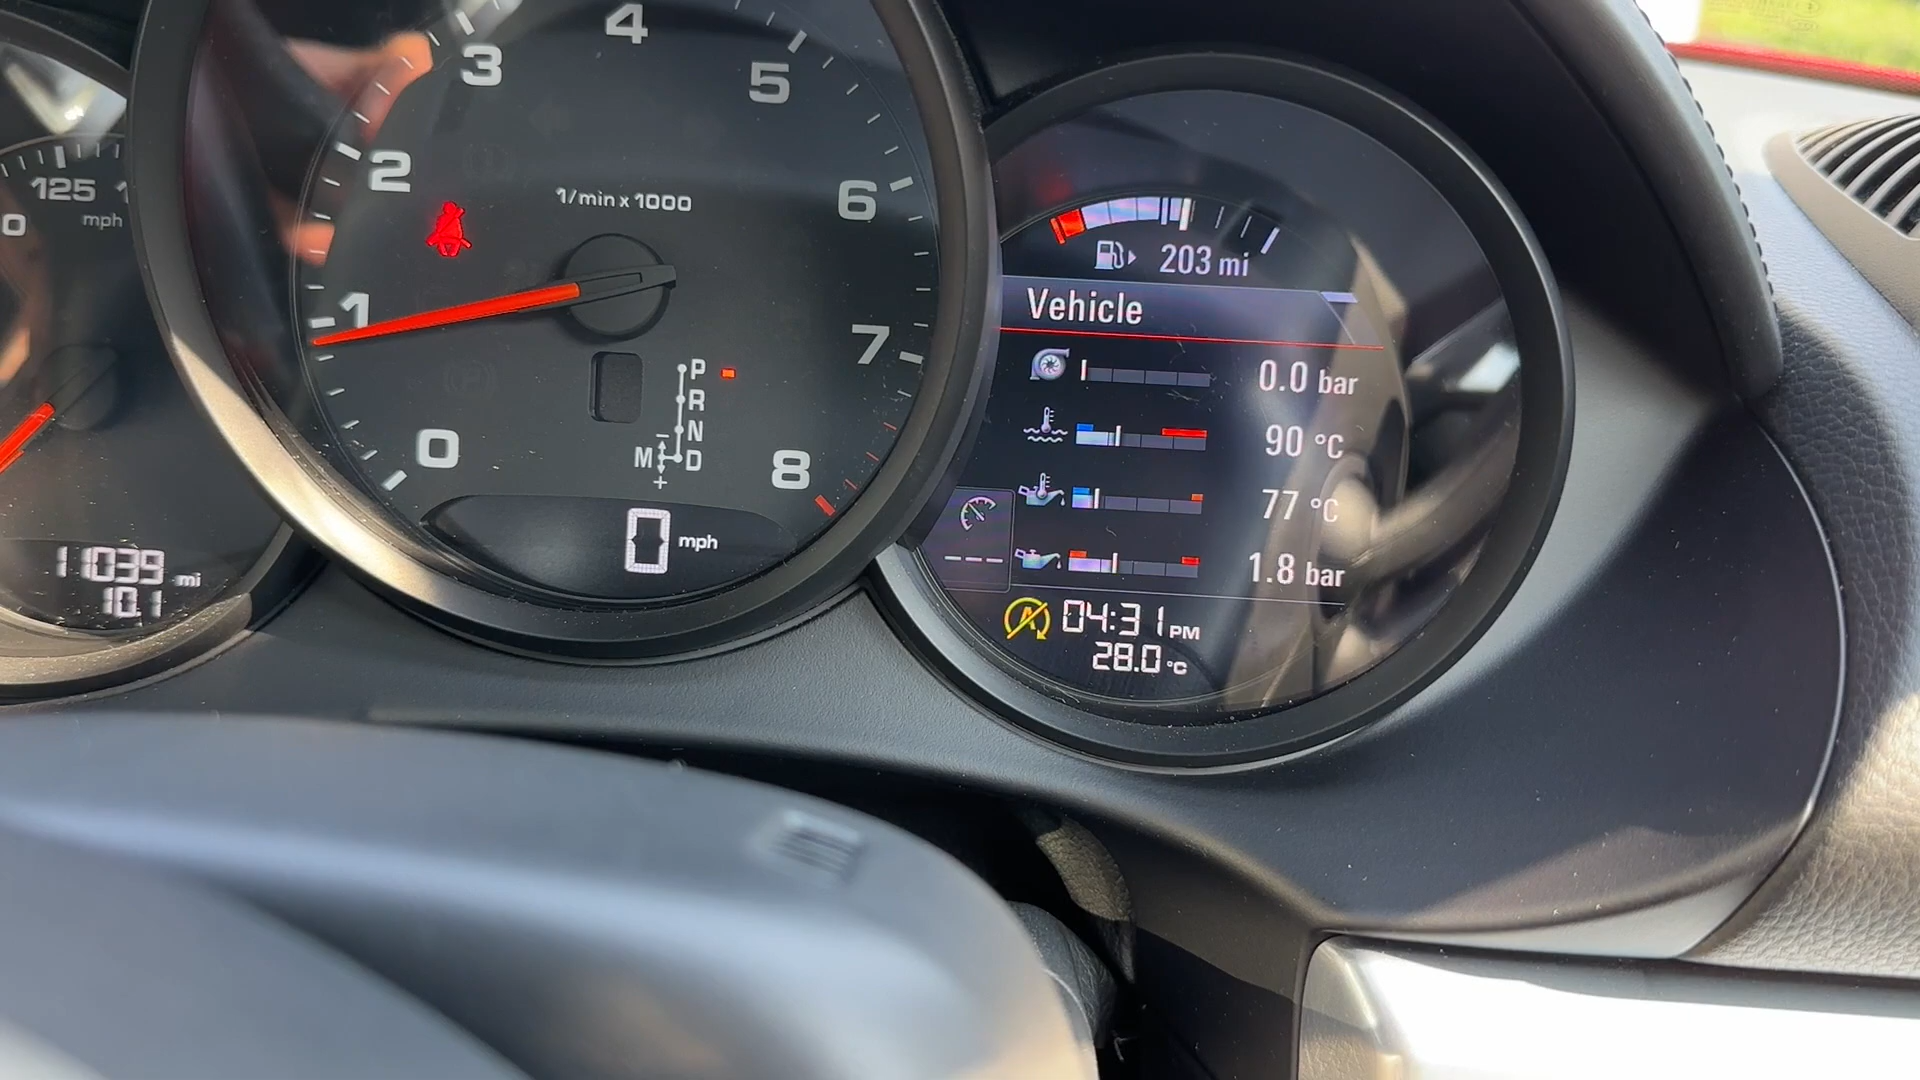 0
1
2
3
4
5
6
7
8
1/min x 1000
P
R
N
M D
−
+
0 mph
125
0
mph
11039 mi
10.1
203 mi
Vehicle
0.0 bar
90 °C
77 °C
1.8 bar
---
A
04:31 PM
28.0 °C